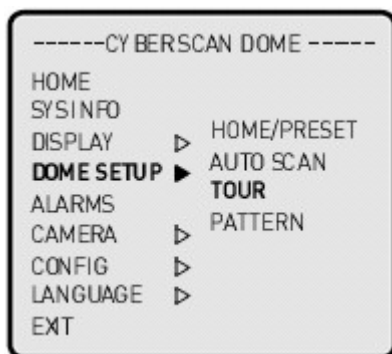 ------CYBERSCAN DOME ------
HOME
SYSINFO
DISPLAY ▷
DOME SETUP ▶
ALARMS
CAMERA ▷
CONFIG ▷
LANGUAGE ▷
EXIT
HOME/PRESET
AUTO SCAN
TOUR
PATTERN